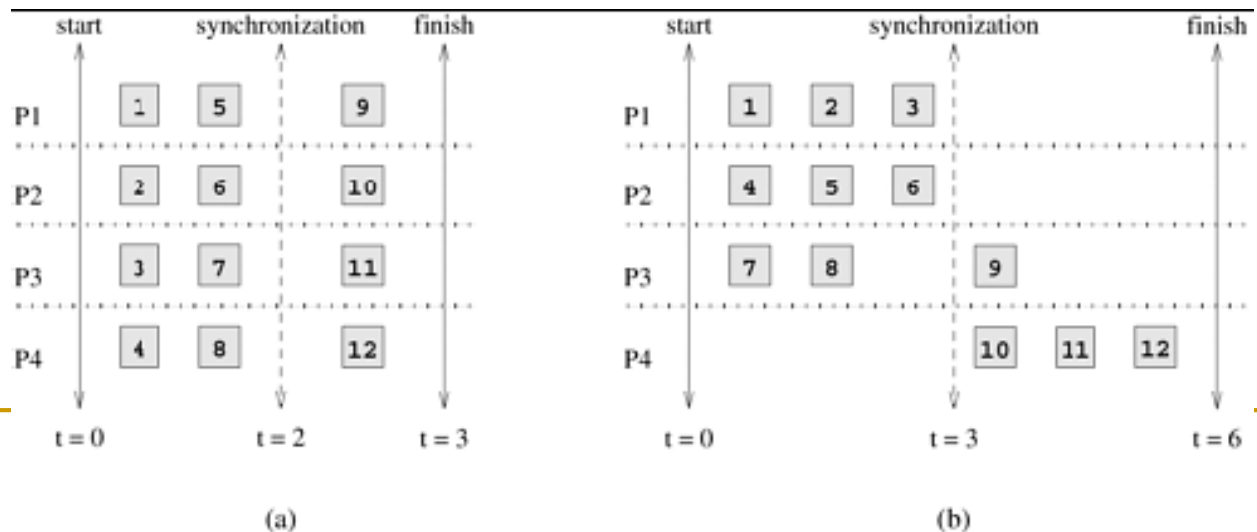 start synchronization finish
P1 1 5 9
P2 2 6 10
P3 3 7 11
P4 4 8 12
t = 0 t = 2 t = 3
(a)
start synchronization finish
P1 1 2 3
P2 4 5 6
P3 7 8 9
P4 10 11 12
t = 0 t = 3 t = 6
(b)